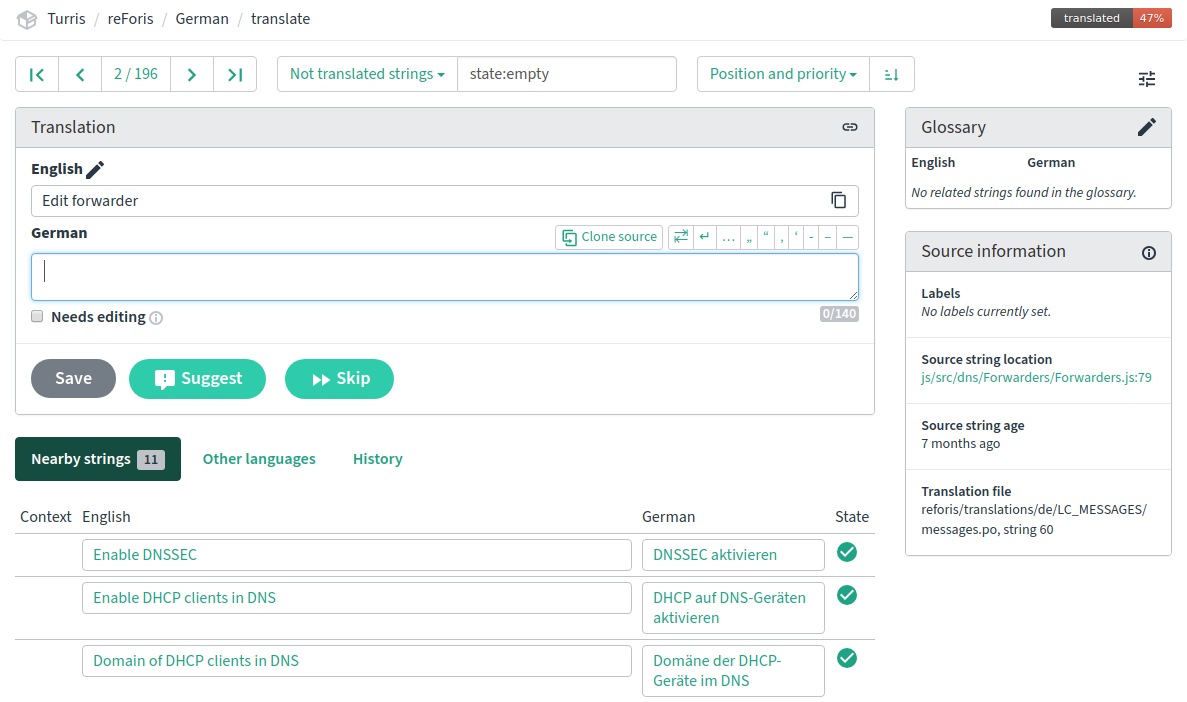 Turris / reForis / German / translate
translated 47%
2 / 196
Not translated strings
state:empty
Position and priority
Translation
English
Edit forwarder
German
Clone source
↵ … „ “ ‚ ‘ - – —
Needs editing
0/140
Save
Suggest
Skip
Nearby strings 11
Other languages
History
Context English German State
Enable DNSSEC
DNSSEC aktivieren
Enable DHCP clients in DNS
DHCP auf DNS-Geräten
aktivieren
Domain of DHCP clients in DNS
Domäne der DHCP-
Geräte im DNS
Glossary
English German
No related strings found in the glossary.
Source information
Labels
No labels currently set.
Source string location
js/src/dns/Forwarders/Forwarders.js:79
Source string age
7 months ago
Translation file
reforis/translations/de/LC_MESSAGES/
messages.po, string 60